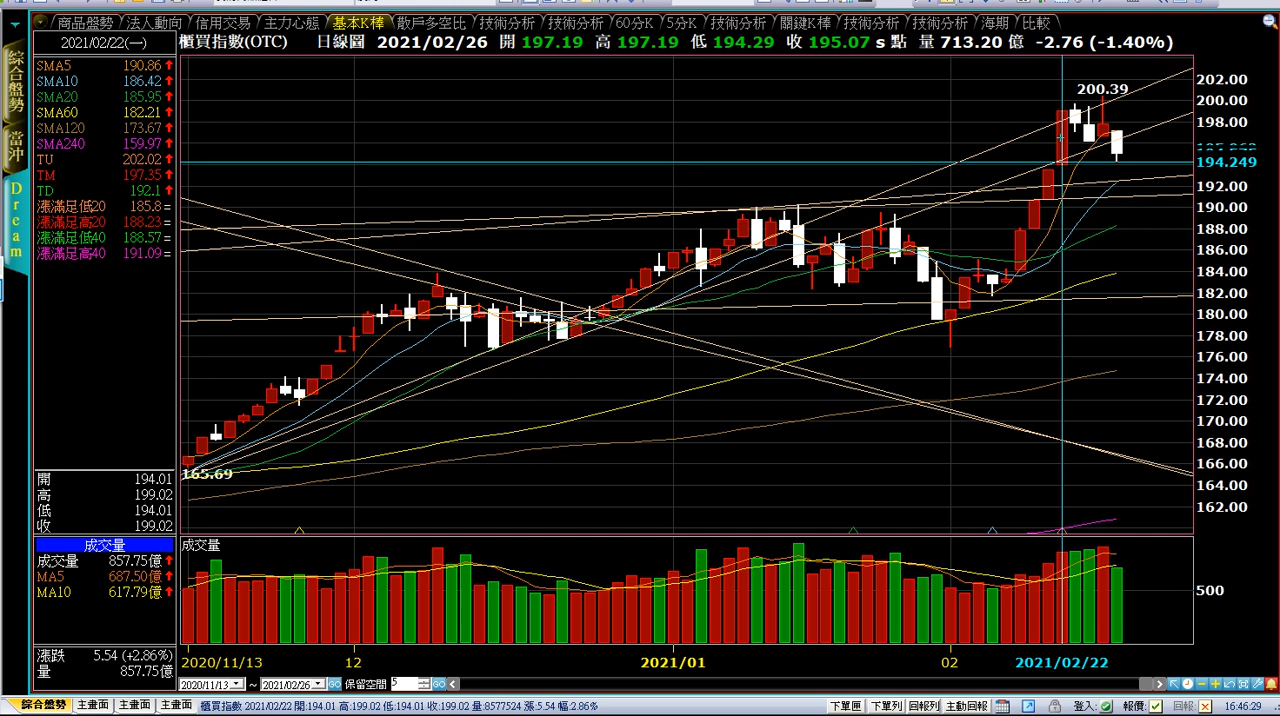 商品盤勢 法人動向 信用交易 主力心態 基本K棒 散戶多空比 技術分析 技術分析 60分K 5分K 技術分析 關鍵K棒 技術分析 技術分析 海期 比較
2021/02/22(一)
櫃買指數(OTC) 日線圖 2021/02/26 開 197.19 高 197.19 低 194.29 收 195.07 s 點 量 713.20 億 -2.76 (-1.40%)
綜合盤勢
當沖
Dream
SMA5 190.86
SMA10 186.42
SMA20 185.95
SMA60 182.21
SMA120 173.67
SMA240 159.97
TU 202.02
TM 197.35
TD 192.1
漲滿足低20 185.8 =
漲滿足高20 188.23 =
漲滿足低40 188.57 =
漲滿足高40 191.09 =
開 194.01
高 199.02
低 194.01
收 199.02
200.39
165.69
202.00
200.00
198.00
194.249
192.00
190.00
188.00
186.00
184.00
182.00
180.00
178.00
176.00
174.00
172.00
170.00
168.00
166.00
164.00
162.00
成交量
成交量 857.75億
MA5 687.50億
MA10 617.79億
漲跌 5.54 (+2.86%)
量 857.75億
成交量
500
2020/11/13 12 2021/01 02 2021/02/22
2020/11/13 ~ 2021/02/26 GO 保留空間 5 GO
綜合盤勢 主畫面 主畫面 主畫面 櫃買指數 2021/02/22 開:194.01 高:199.02 低:194.01 收:199.02 量:857.74 漲:5.54 幅:2.86% 下單匣 下單列 回報列 主動回報 登入: 報價: 回報: 16:46:29